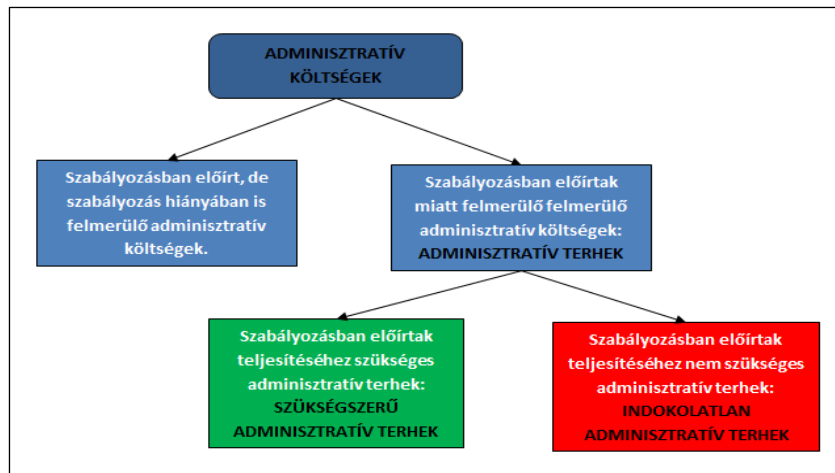 ADMINISZTRATÍV
KÖLTSÉGEK
Szabályozásban előírt, de
szabályozás hiányában is
felmerülő adminisztratív
költségek.
Szabályozásban előírtak
miatt felmerülő felmerülő
adminisztratív költségek:
ADMINISZTRATÍV TERHEK
Szabályozásban előírtak
teljesítéséhez szükséges
adminisztratív terhek:
SZÜKSÉGSZERŰ
ADMINISZTRATÍV TERHEK
Szabályozásban előírtak
teljesítéséhez nem szükséges
adminisztratív terhek:
INDOKOLATLAN
ADMINISZTRATÍV TERHEK